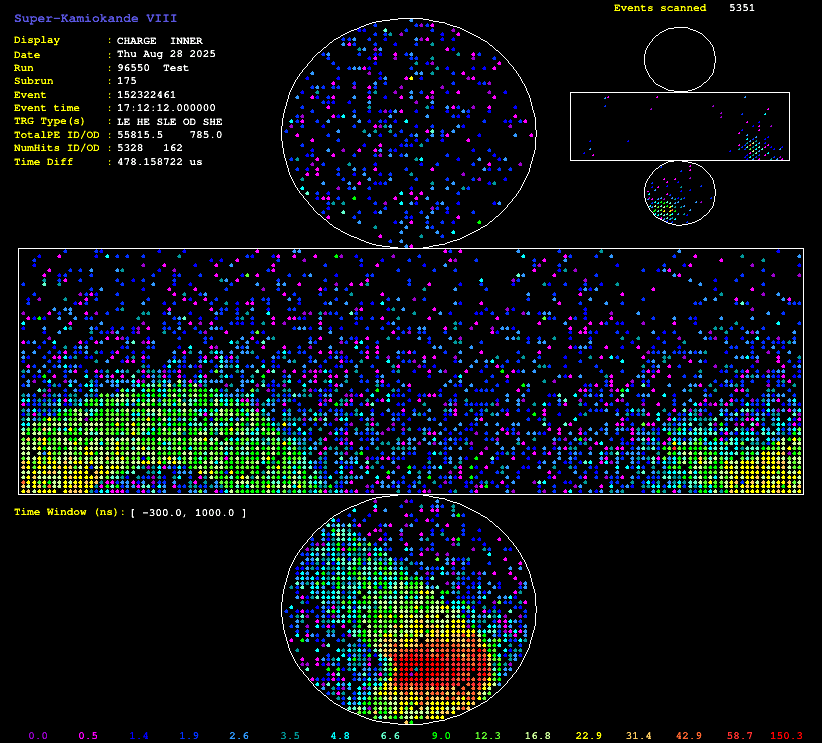 Super-Kamiokande VIII
Events scanned 5351
Display : CHARGE INNER
Date : Thu Aug 28 2025
Run : 96550 Test
Subrun : 175
Event : 152322461
Event time : 17:12:12.000000
TRG Type(s) : LE HE SLE OD SHE
TotalPE ID/OD : 55815.5 785.0
NumHits ID/OD : 5328 162
Time Diff : 478.158722 us
Time Window (ns): [ -300.0, 1000.0 ]
0.0 0.5 1.4 1.9 2.6 3.5 4.8 6.6 9.0 12.3 16.8 22.9 31.4 42.9 58.7 150.3